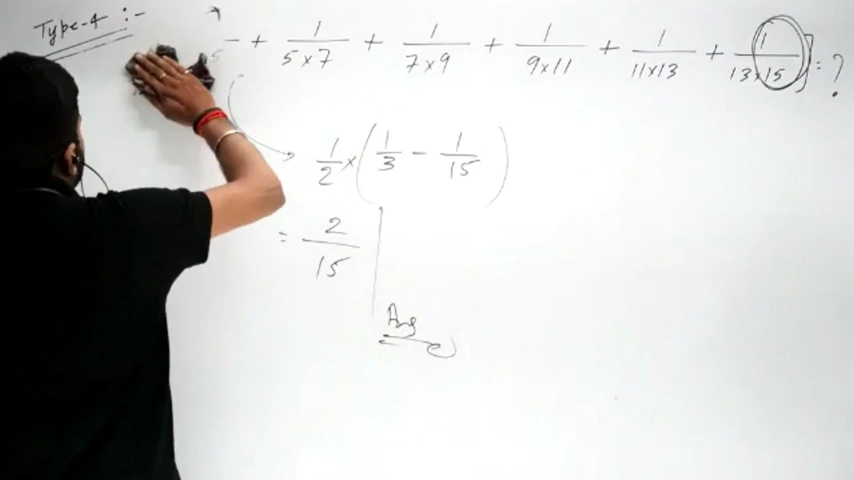 Type-4 :-
5 + 1/5×7 + 1/7×9 + 1/9×11 + 1/11×13 + 1/13×15] = ?
1/2 × (1/3 - 1/15)
= 2/15
Ans